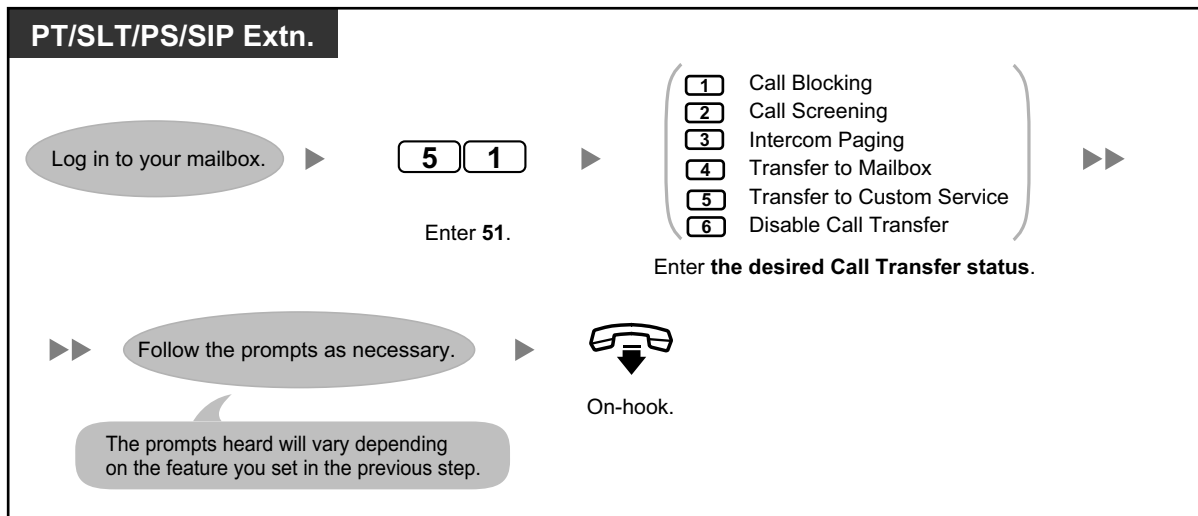 PT/SLT/PS/SIP Extn.
Log in to your mailbox.
5 1
Enter 51.
1 Call Blocking
2 Call Screening
3 Intercom Paging
4 Transfer to Mailbox
5 Transfer to Custom Service
6 Disable Call Transfer
Enter the desired Call Transfer status.
Follow the prompts as necessary.
The prompts heard will vary depending
on the feature you set in the previous step.
On-hook.